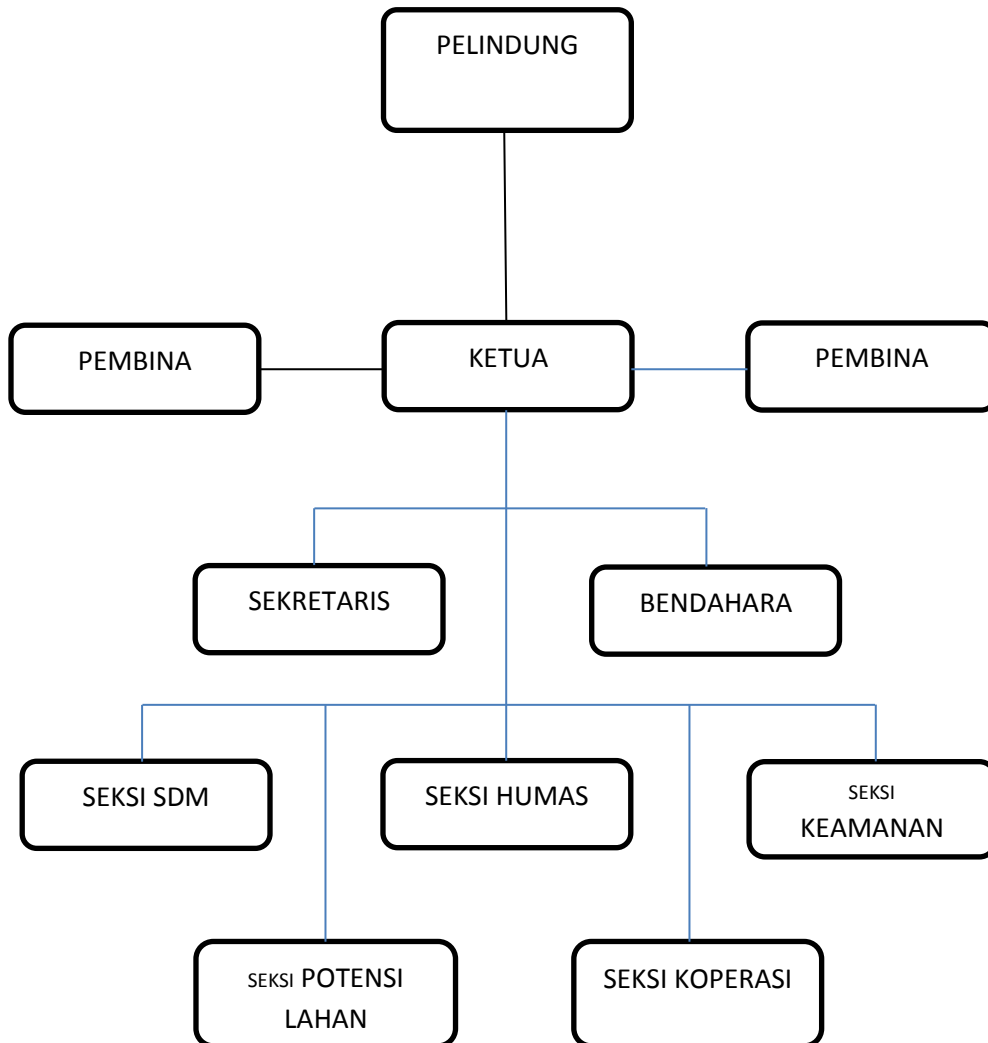 PELINDUNG
PEMBINA
KETUA
PEMBINA
SEKRETARIS
BENDAHARA
SEKSI SDM
SEKSI HUMAS
SEKSI
KEAMANAN
SEKSI POTENSI
LAHAN
SEKSI KOPERASI